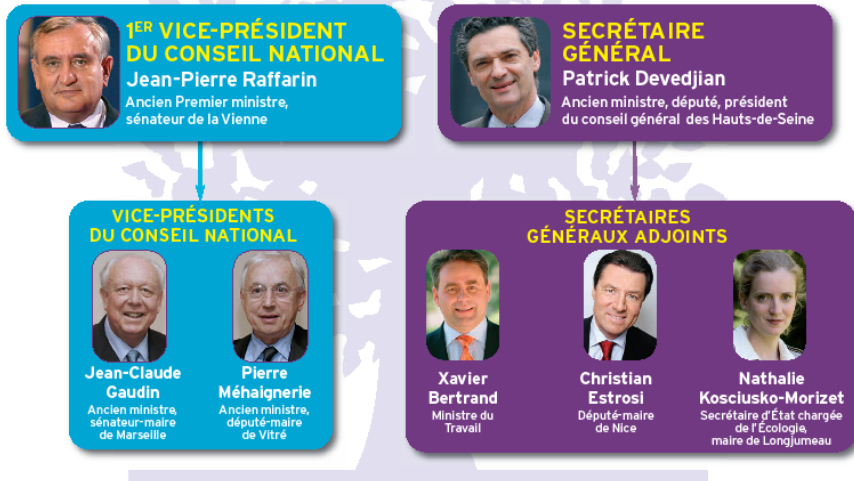 1ER VICE-PRÉSIDENT
DU CONSEIL NATIONAL
Jean-Pierre Raffarin
Ancien Premier ministre,
sénateur de la Vienne
SECRÉTAIRE
GÉNÉRAL
Patrick Devedjian
Ancien ministre, député, président
du conseil général des Hauts-de-Seine
VICE-PRÉSIDENTS
DU CONSEIL NATIONAL
Jean-Claude
Gaudin
Ancien ministre,
sénateur-maire
de Marseille
Pierre
Méhaignerie
Ancien ministre,
député-maire
de Vitré
SECRÉTAIRES
GÉNÉRAUX ADJOINTS
Xavier
Bertrand
Ministre du
Travail
Christian
Estrosi
Député-maire
de Nice
Nathalie
Kosciusko-Morizet
Secrétaire d'État chargée
de l'Écologie,
maire de Longjumeau